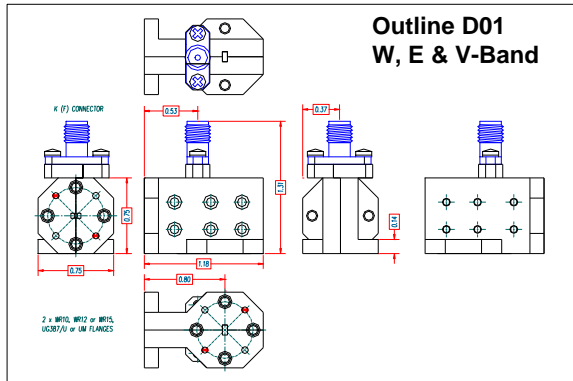 Outline D01
W, E & V-Band
K (F) CONNECTOR
0.53
0.37
1.31
0.75
0.14
0.75
1.18
0.80
2 x WR10, WR12 or WR15,
UG387/U or UM FLANGES